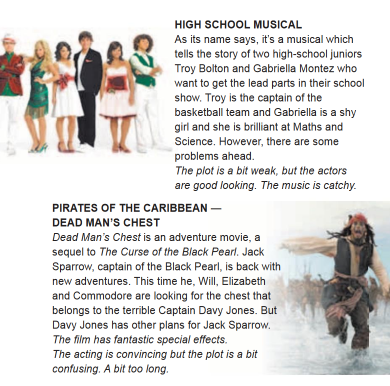 HIGH SCHOOL MUSICAL
As its name says, it's a musical which
tells the story of two high-school juniors
Troy Bolton and Gabriella Montez who
want to get the lead parts in their school
show. Troy is the captain of the
basketball team and Gabriella is a shy
girl and she is brilliant at Maths and
Science. However, there are some
problems ahead.
The plot is a bit weak, but the actors
are good looking. The music is catchy.
PIRATES OF THE CARIBBEAN —
DEAD MAN'S CHEST
Dead Man's Chest is an adventure movie, a
sequel to The Curse of the Black Pearl. Jack
Sparrow, captain of the Black Pearl, is back with
new adventures. This time he, Will, Elizabeth
and Commodore are looking for the chest that
belongs to the terrible Captain Davy Jones. But
Davy Jones has other plans for Jack Sparrow.
The film has fantastic special effects.
The acting is convincing but the plot is a bit
confusing. A bit too long.